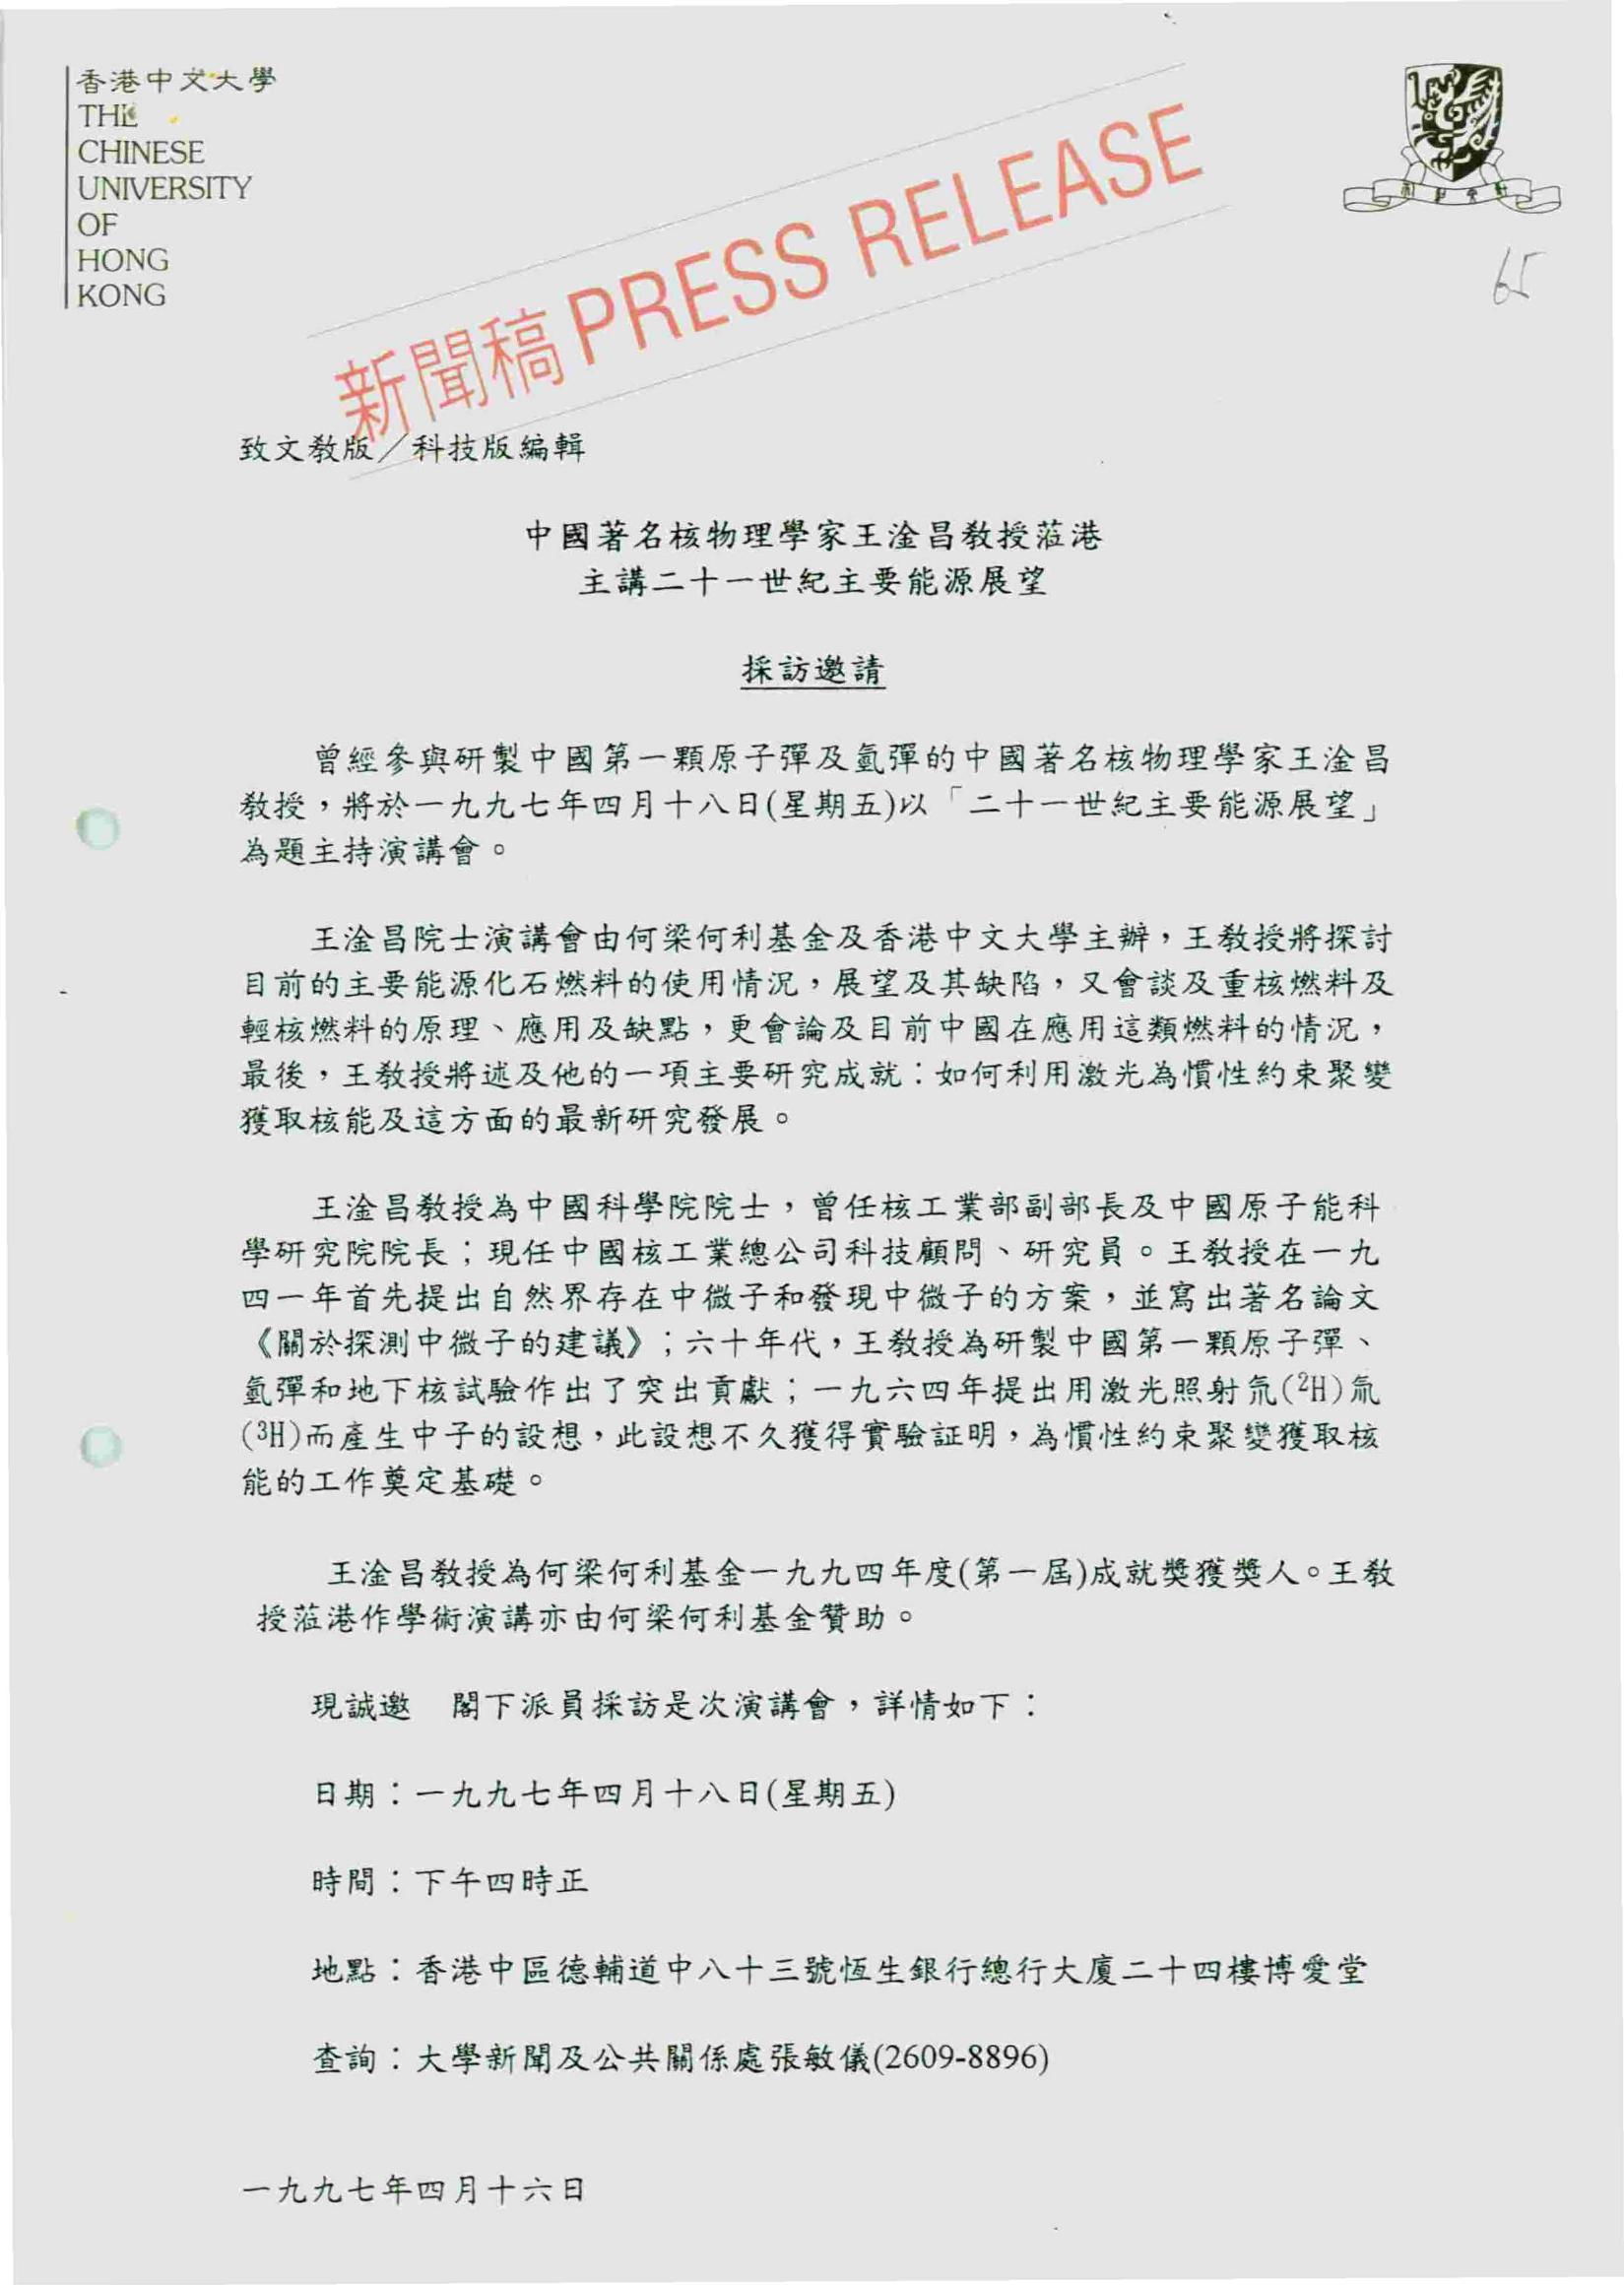 香港中文大學
THE
CHINESE
UNIVERSITY
OF
HONG
KONG
新聞稿 PRESS RELEASE
65
致文教版／科技版編輯
中國著名核物理學家王淦昌教授蒞港
主講二十一世紀主要能源展望
採訪邀請
曾經參與研製中國第一顆原子彈及氫彈的中國著名核物理學家王淦昌
教授，將於一九九七年四月十八日(星期五)以「二十一世紀主要能源展望」
為題主持演講會。
王淦昌院士演講會由何梁何利基金及香港中文大學主辦，王教授將探討
目前的主要能源化石燃料的使用情況，展望及其缺陷，又會談及重核燃料及
輕核燃料的原理、應用及缺點，更會論及目前中國在應用這類燃料的情況，
最後，王教授將述及他的一項主要研究成就：如何利用激光為慣性約束聚變
獲取核能及這方面的最新研究發展。
王淦昌教授為中國科學院院士，曾任核工業部副部長及中國原子能科
學研究院院長；現任中國核工業總公司科技顧問、研究員。王教授在一九
四一年首先提出自然界存在中微子和發現中微子的方案，並寫出著名論文
《關於探測中微子的建議》；六十年代，王教授為研製中國第一顆原子彈、
氫彈和地下核試驗作出了突出貢獻；一九六四年提出用激光照射氘(²H)氚
(³H)而產生中子的設想，此設想不久獲得實驗証明，為慣性約束聚變獲取核
能的工作奠定基礎。
王淦昌教授為何梁何利基金一九九四年度(第一屆)成就獎獲獎人。王教
授蒞港作學術演講亦由何梁何利基金贊助。
現誠邀　閣下派員採訪是次演講會，詳情如下：
日期：一九九七年四月十八日(星期五)
時間：下午四時正
地點：香港中區德輔道中八十三號恆生銀行總行大廈二十四樓博愛堂
查詢：大學新聞及公共關係處張敏儀(2609-8896)
一九九七年四月十六日